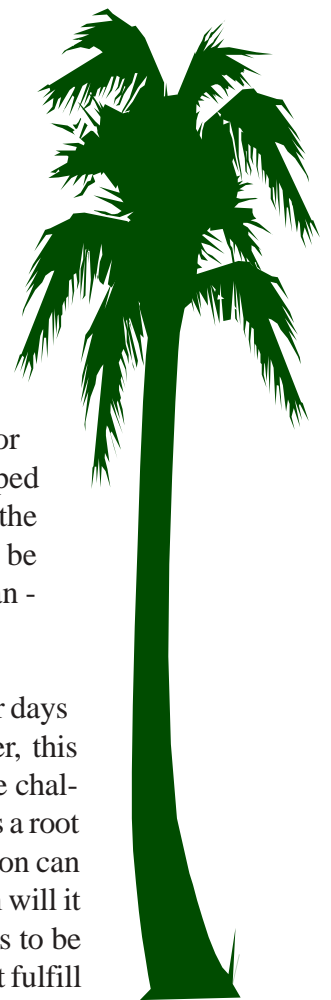 or
ped
the
be
an -
r days
er, this
e chal-
s a root
on can
will it
s to be
t fulfill